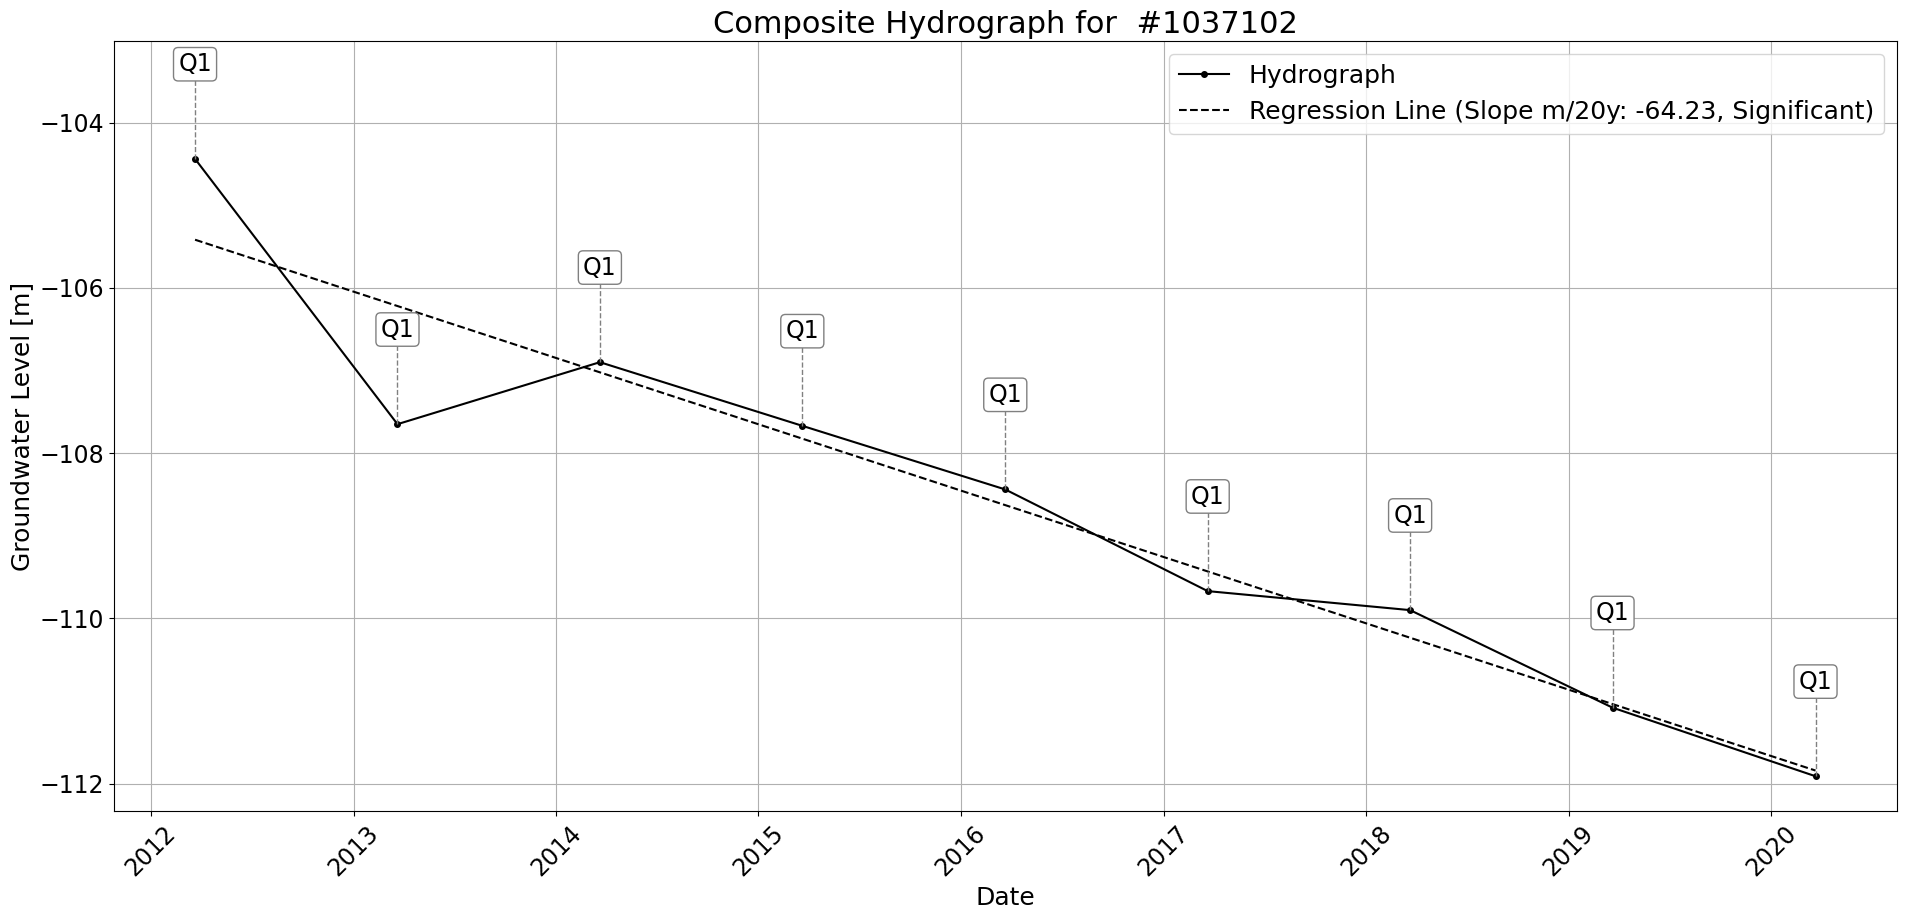 Composite Hydrograph for  #1037102
Hydrograph
Regression Line (Slope m/20y: -64.23, Significant)
Q1
Q1
Q1
Q1
Q1
Q1
Q1
Q1
Q1
Groundwater Level [m]
−104
−106
−108
−110
−112
2012
2013
2014
2015
2016
2017
2018
2019
2020
Date